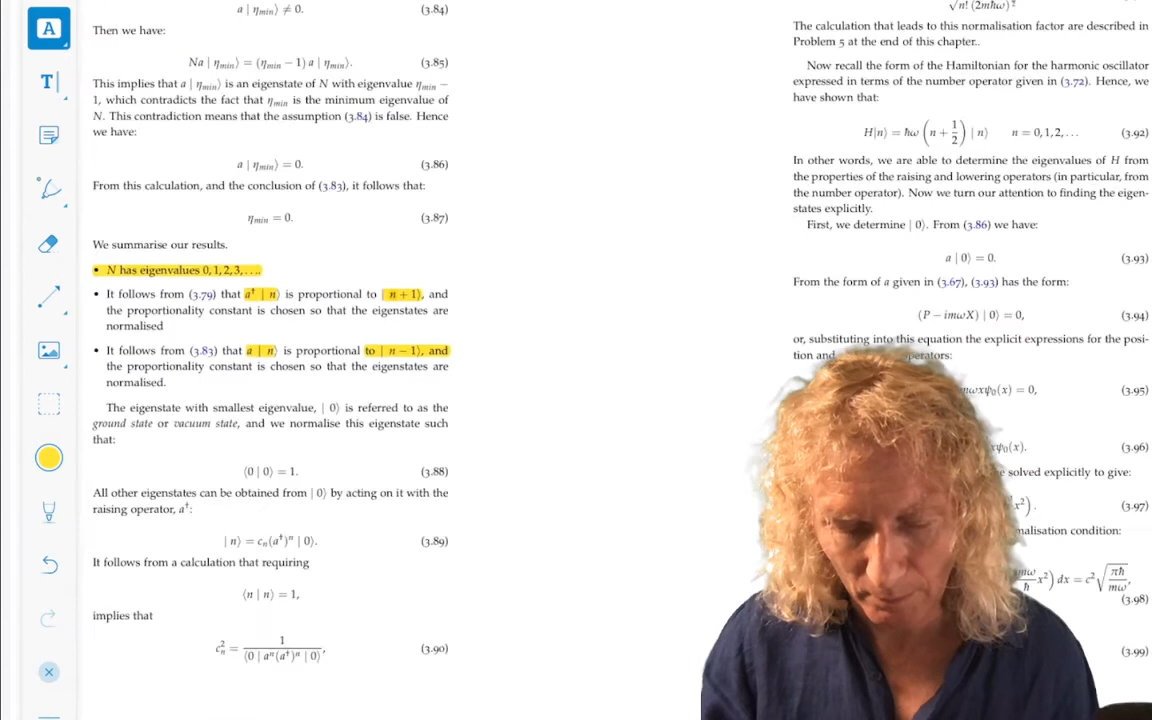 a | η_min⟩ ≠ 0. (3.84)
Then we have:
Na | η_min⟩ = (η_min − 1) a | η_min⟩. (3.85)
This implies that a | η_min⟩ is an eigenstate of N with eigenvalue η_min −
1, which contradicts the fact that η_min is the minimum eigenvalue of
N. This contradiction means that the assumption (3.84) is false. Hence
we have:
a | η_min⟩ = 0. (3.86)
From this calculation, and the conclusion of (3.83), it follows that:
η_min = 0. (3.87)
We summarise our results.
• N has eigenvalues 0, 1, 2, 3, . . ..
• It follows from (3.79) that a† | n⟩ is proportional to | n + 1⟩, and
the proportionality constant is chosen so that the eigenstates are
normalised
• It follows from (3.83) that a | n⟩ is proportional to | n − 1⟩, and
the proportionality constant is chosen so that the eigenstates are
normalised.
The eigenstate with smallest eigenvalue, | 0⟩ is referred to as the
ground state or vacuum state, and we normalise this eigenstate such
that:
⟨0 | 0⟩ = 1. (3.88)
All other eigenstates can be obtained from | 0⟩ by acting on it with the
raising operator, a†:
| n⟩ = c_n(a†)^n | 0⟩. (3.89)
It follows from a calculation that requiring
⟨n | n⟩ = 1,
implies that
c_n^2 = 1 / ⟨0 | a^n(a†)^n | 0⟩, (3.90)
√n! (2mħω)^
The calculation that leads to this normalisation factor are described in
Problem 5 at the end of this chapter..
Now recall the form of the Hamiltonian for the harmonic oscillator
expressed in terms of the number operator given in (3.72). Hence, we
have shown that:
H|n⟩ = ħω (n + 1/2) | n⟩ n = 0, 1, 2, . . . (3.92)
In other words, we are able to determine the eigenvalues of H from
the properties of the raising and lowering operators (in particular, from
the number operator). Now we turn our attention to finding the eigen-
states explicitly.
First, we determine | 0⟩. From (3.86) we have:
a | 0⟩ = 0. (3.93)
From the form of a given in (3.67), (3.93) has the form:
(P − imωX) | 0⟩ = 0, (3.94)
or, substituting into this equation the explicit expressions for the posi-
tion and operators:
mωxψ_0(x) = 0, (3.95)
xψ_0(x). (3.96)
solved explicitly to give:
x^2). (3.97)
malisation condition:
mω/ħ x^2) dx = c^2 √(πħ/mω), (3.98)
(3.99)
A
T